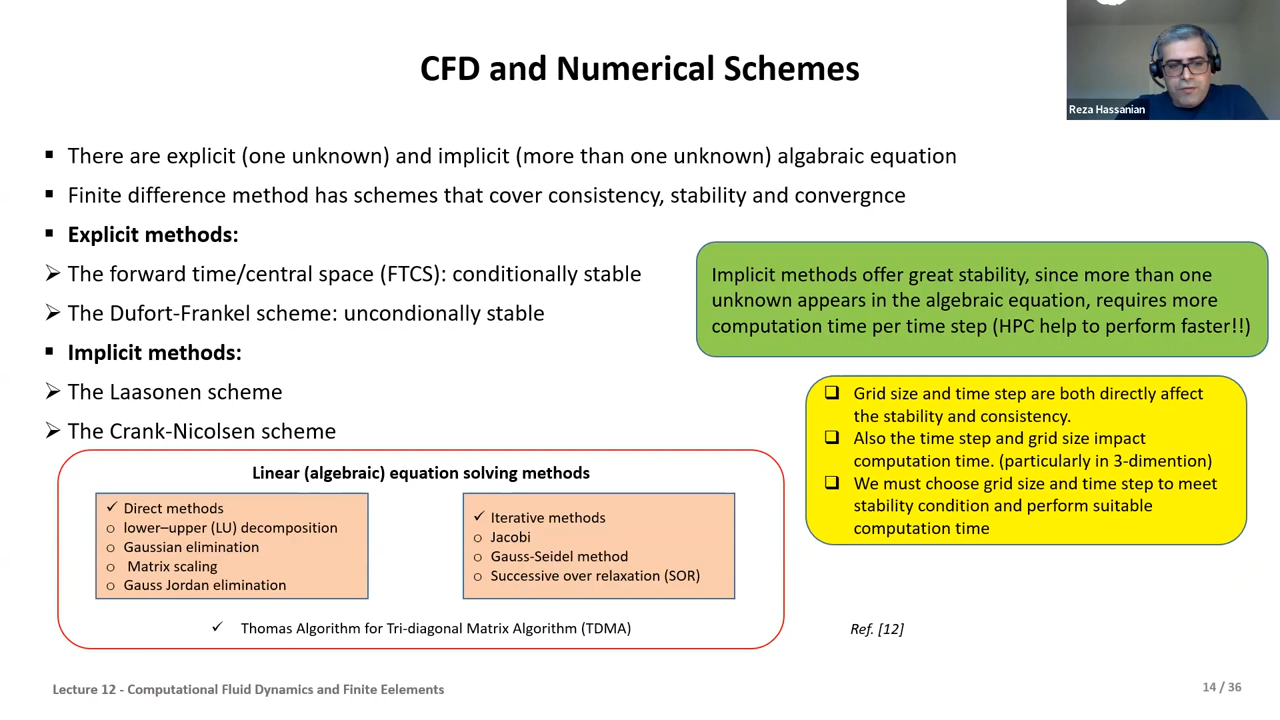 CFD and Numerical Schemes
Reza Hassanian
▪ There are explicit (one unknown) and implicit (more than one unknown) algabraic equation
▪ Finite difference method has schemes that cover consistency, stability and convergnce
▪ Explicit methods:
➢ The forward time/central space (FTCS): conditionally stable
➢ The Dufort-Frankel scheme: uncondionally stable
▪ Implicit methods:
➢ The Laasonen scheme
➢ The Crank-Nicolsen scheme
Implicit methods offer great stability, since more than one
unknown appears in the algebraic equation, requires more
computation time per time step (HPC help to perform faster!!)
❑ Grid size and time step are both directly affect
the stability and consistency.
❑ Also the time step and grid size impact
computation time. (particularly in 3-dimention)
❑ We must choose grid size and time step to meet
stability condition and perform suitable
computation time
Linear (algebraic) equation solving methods
✓ Direct methods
o lower–upper (LU) decomposition
o Gaussian elimination
o Matrix scaling
o Gauss Jordan elimination
✓ Iterative methods
o Jacobi
o Gauss-Seidel method
o Successive over relaxation (SOR)
✓ Thomas Algorithm for Tri-diagonal Matrix Algorithm (TDMA)
Ref. [12]
Lecture 12 - Computational Fluid Dynamics and Finite Eelements
14 / 36